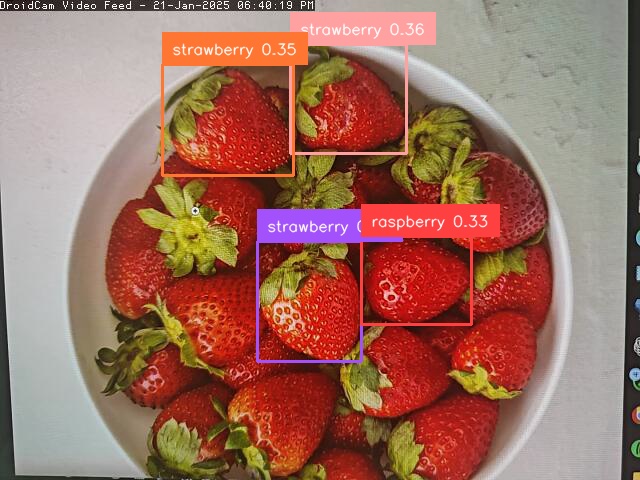 DroidCam Video Feed - 21-Jan-2025 06:40:19 PM
strawberry 0.36
strawberry 0.35
strawberry
raspberry 0.33